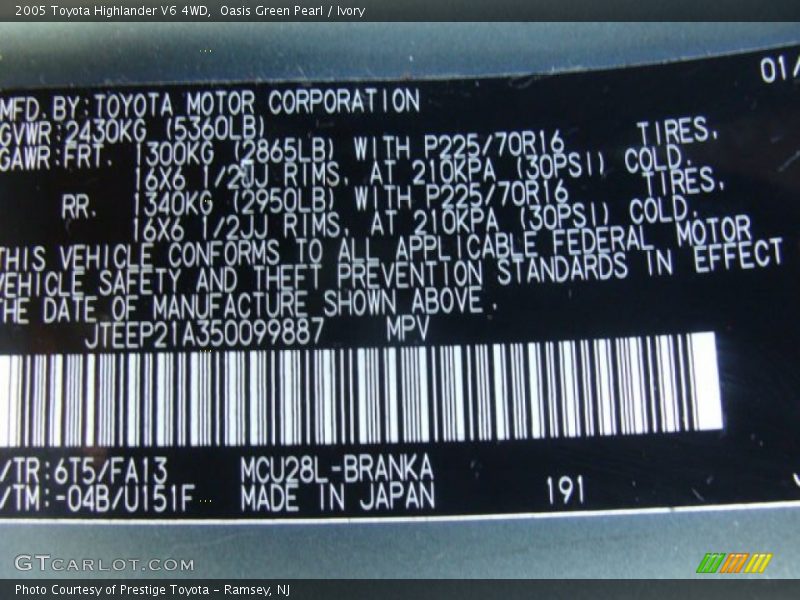 2005 Toyota Highlander V6 4WD,  Oasis Green Pearl / Ivory
01/
MFD.BY:TOYOTA MOTOR CORPORATION
GVWR:2430KG (5360LB)
GAWR:FRT. 1300KG (2865LB) WITH P225/70R16 TIRES,
16X6 1/2JJ RIMS, AT 210KPA (30PSI) COLD.
RR. 1340KG (2950LB) WITH P225/70R16 TIRES,
16X6 1/2JJ RIMS, AT 210KPA (30PSI) COLD.
THIS VEHICLE CONFORMS TO ALL APPLICABLE FEDERAL MOTOR
VEHICLE SAFETY AND THEFT PREVENTION STANDARDS IN EFFECT
THE DATE OF MANUFACTURE SHOWN ABOVE.
JTEEP21A350099887 MPV
/TR:6T5/FA13 MCU28L-BRANKA
/TM:-04B/U151F MADE IN JAPAN 191
GTCARLOT.COM
Photo Courtesy of Prestige Toyota - Ramsey, NJ